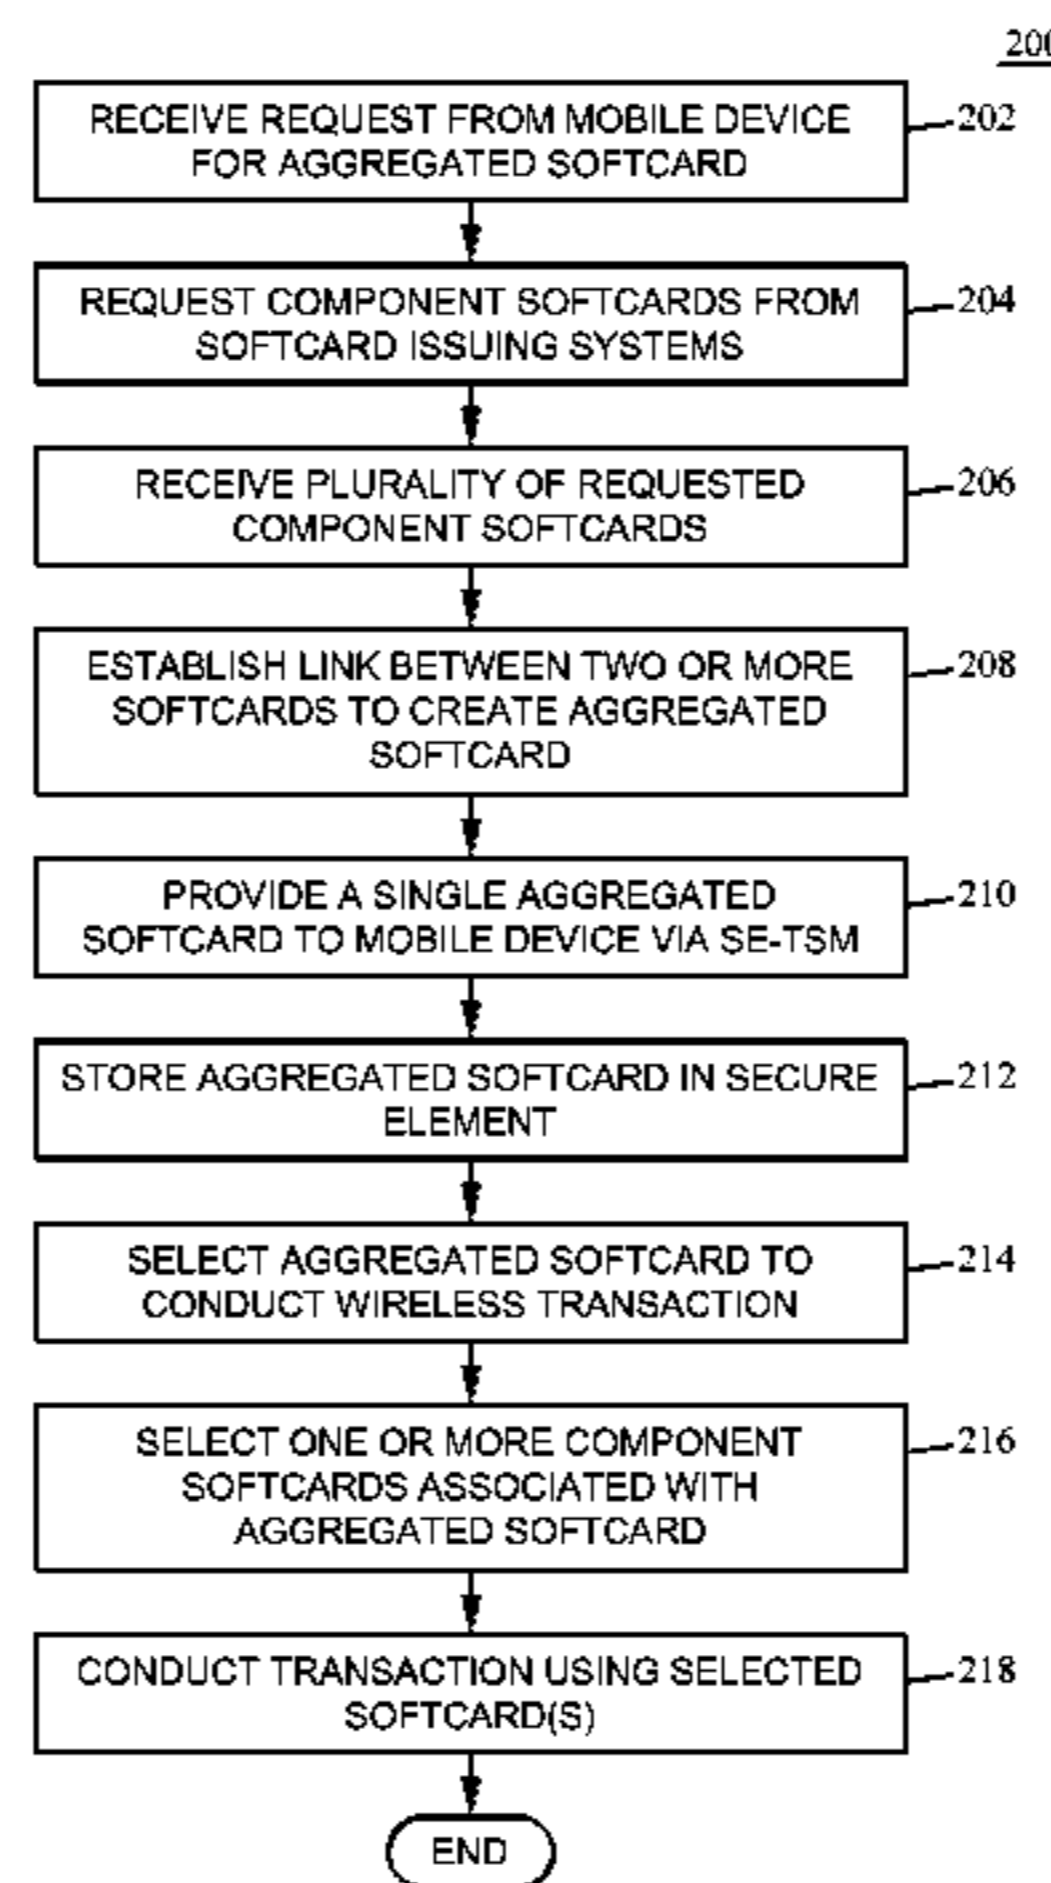 200
RECEIVE REQUEST FROM MOBILE DEVICE
FOR AGGREGATED SOFTCARD
202
REQUEST COMPONENT SOFTCARDS FROM
SOFTCARD ISSUING SYSTEMS
204
RECEIVE PLURALITY OF REQUESTED
COMPONENT SOFTCARDS
206
ESTABLISH LINK BETWEEN TWO OR MORE
SOFTCARDS TO CREATE AGGREGATED
SOFTCARD
208
PROVIDE A SINGLE AGGREGATED
SOFTCARD TO MOBILE DEVICE VIA SE-TSM
210
STORE AGGREGATED SOFTCARD IN SECURE
ELEMENT
212
SELECT AGGREGATED SOFTCARD TO
CONDUCT WIRELESS TRANSACTION
214
SELECT ONE OR MORE COMPONENT
SOFTCARDS ASSOCIATED WITH
AGGREGATED SOFTCARD
216
CONDUCT TRANSACTION USING SELECTED
SOFTCARD(S)
218
END